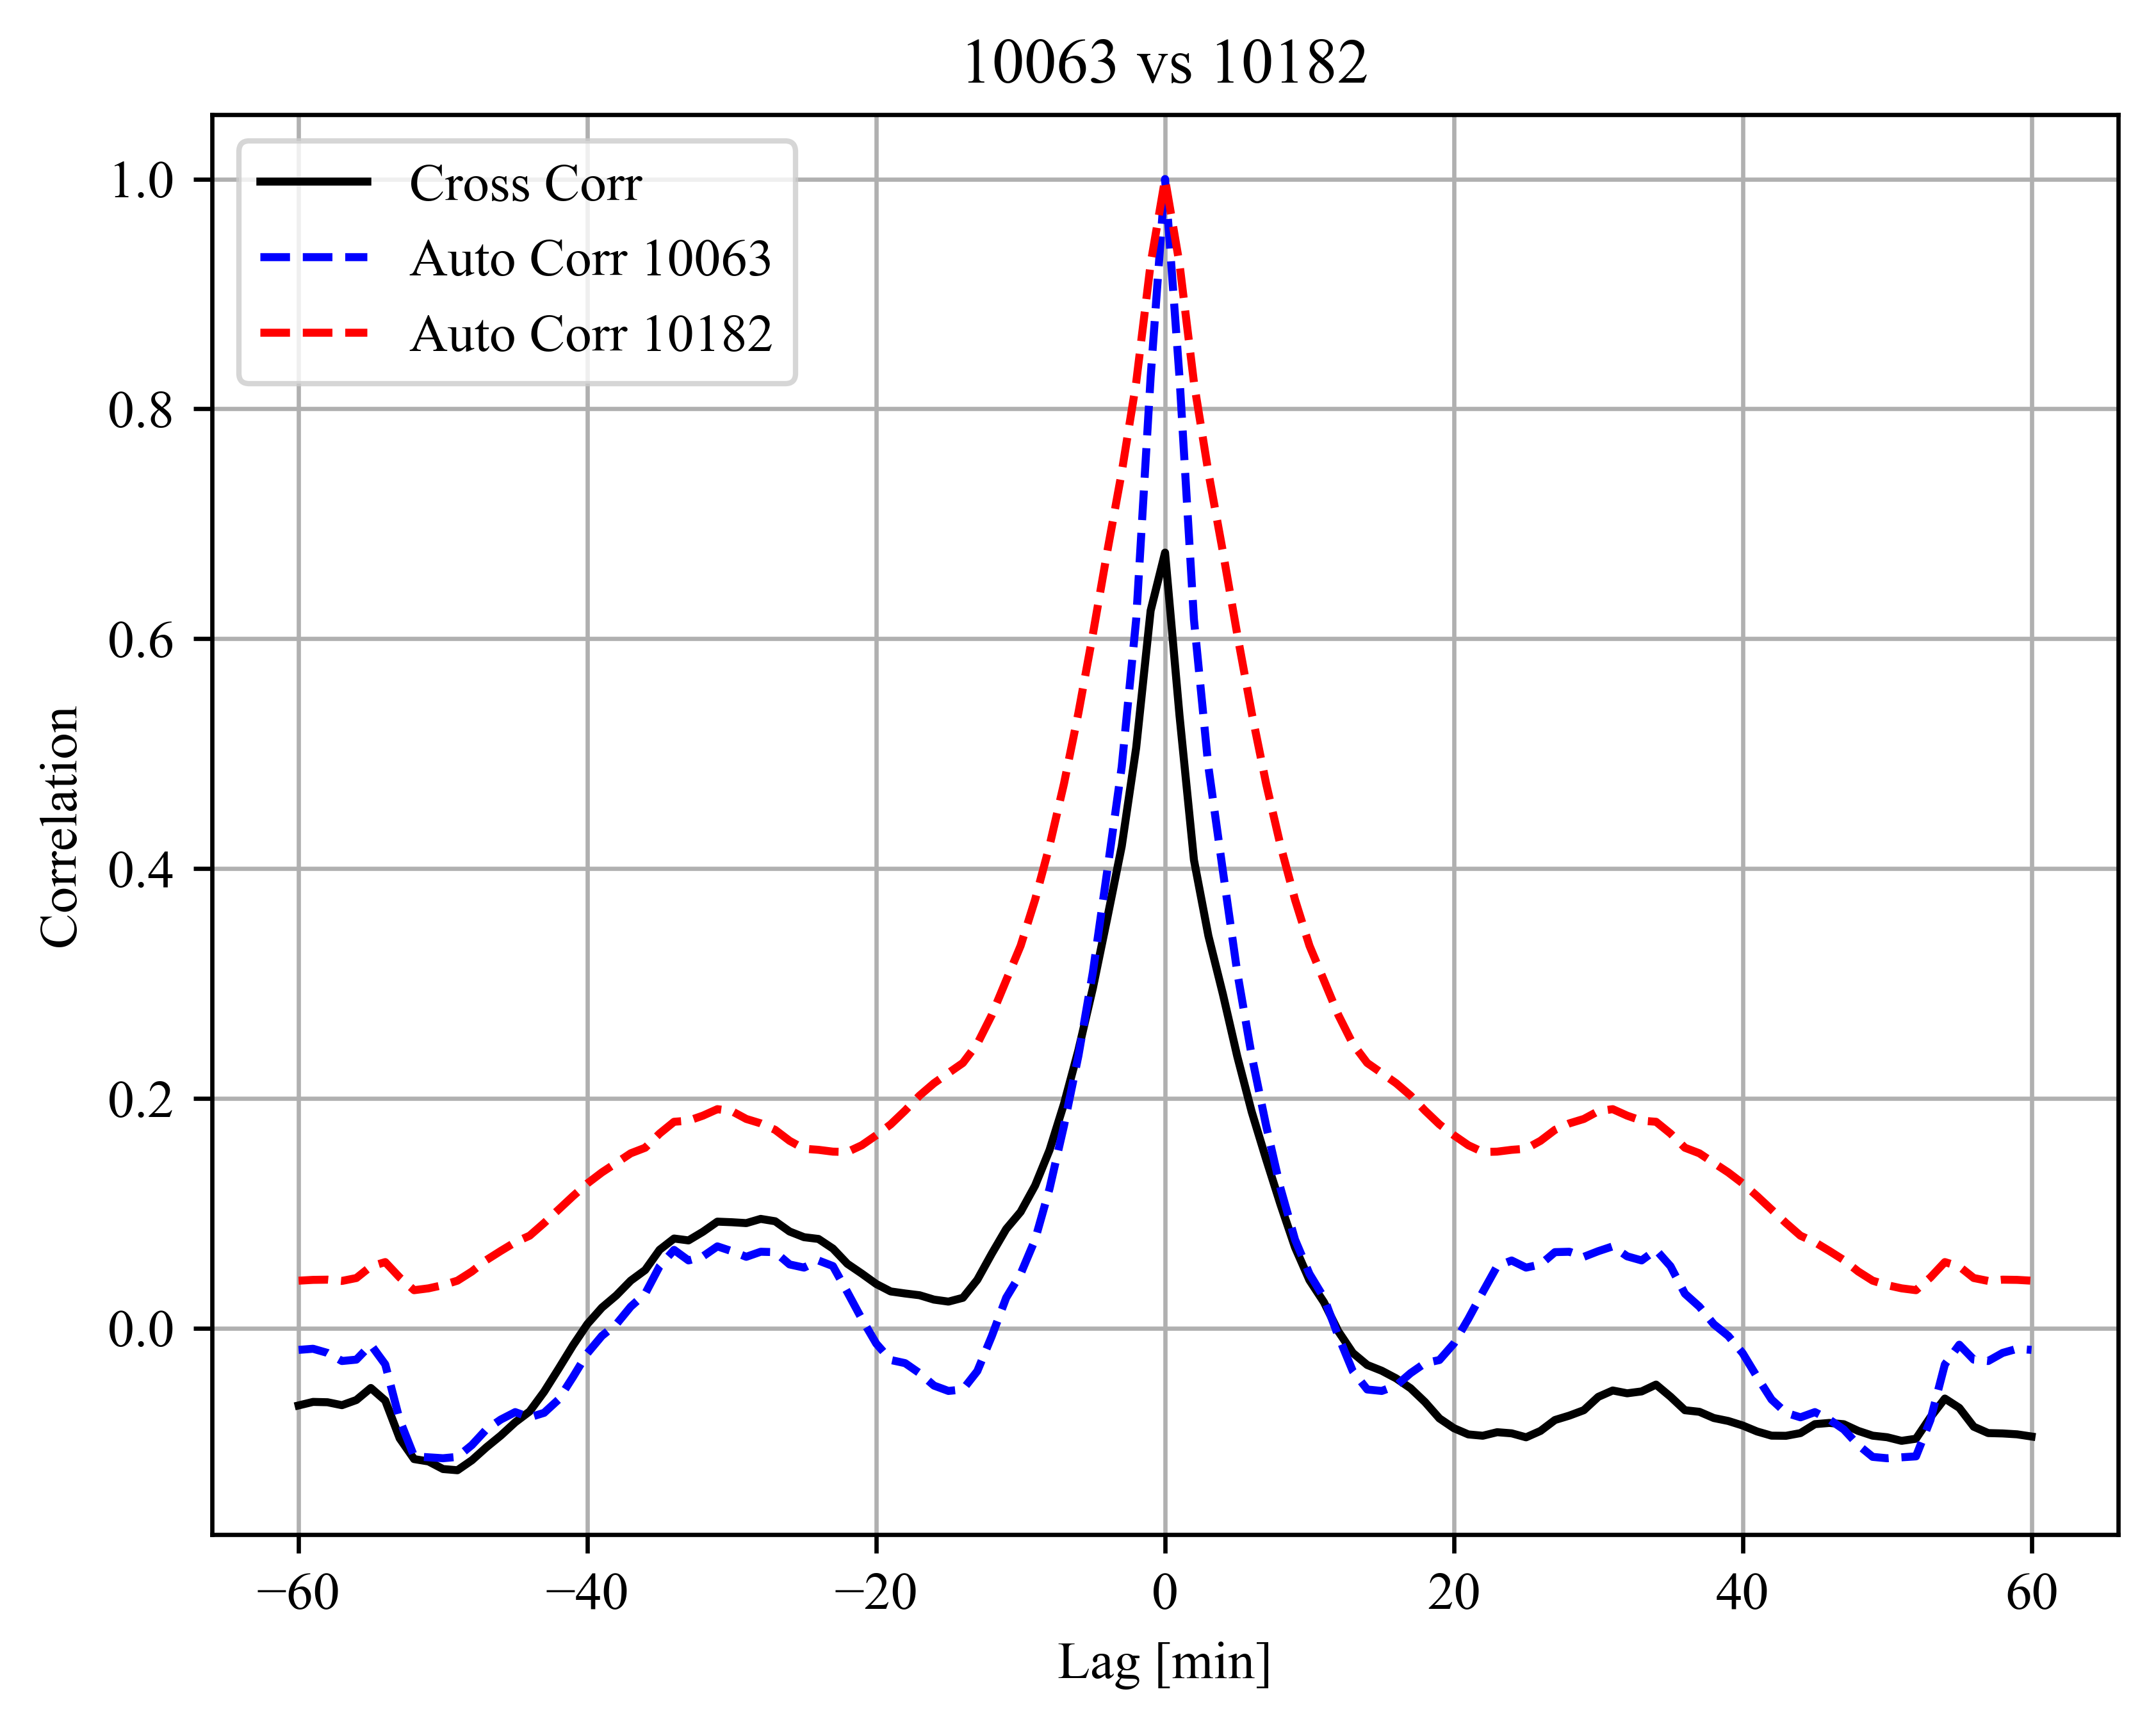 10063 vs 10182
Cross Corr
Auto Corr 10063
Auto Corr 10182
1.0
0.8
0.6
0.4
0.2
0.0
Correlation
−60 −40 −20 0 20 40 60
Lag [min]